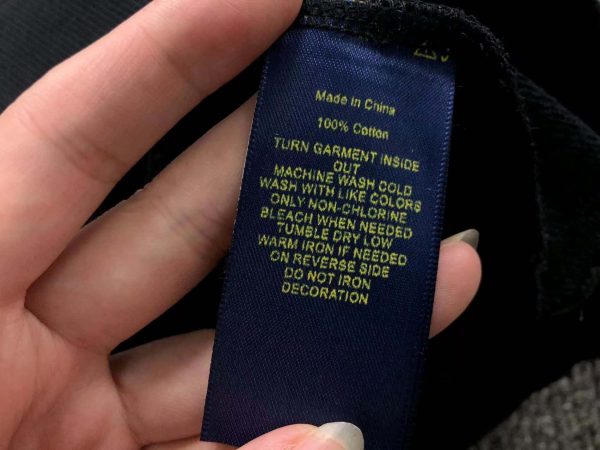 Made in China
100% Cotton
TURN GARMENT INSIDE
OUT
MACHINE WASH COLD
WASH WITH LIKE COLORS
ONLY NON-CHLORINE
BLEACH WHEN NEEDED
TUMBLE DRY LOW
WARM IRON IF NEEDED
ON REVERSE SIDE
DO NOT IRON
DECORATION